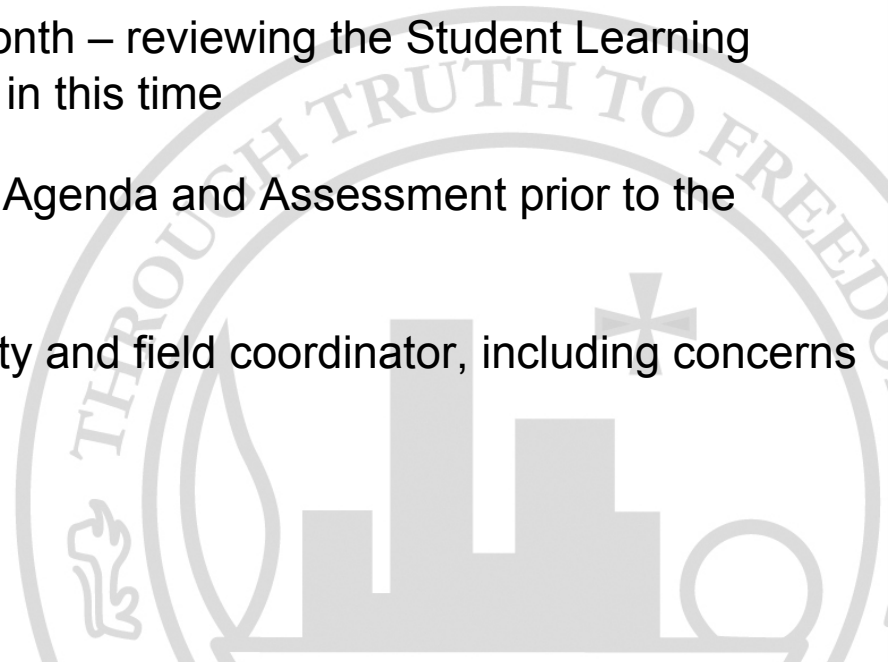 onth – reviewing the Student Learning
in this time
Agenda and Assessment prior to the
ty and field coordinator, including concerns
THROUGH TRUTH TO FREEDO